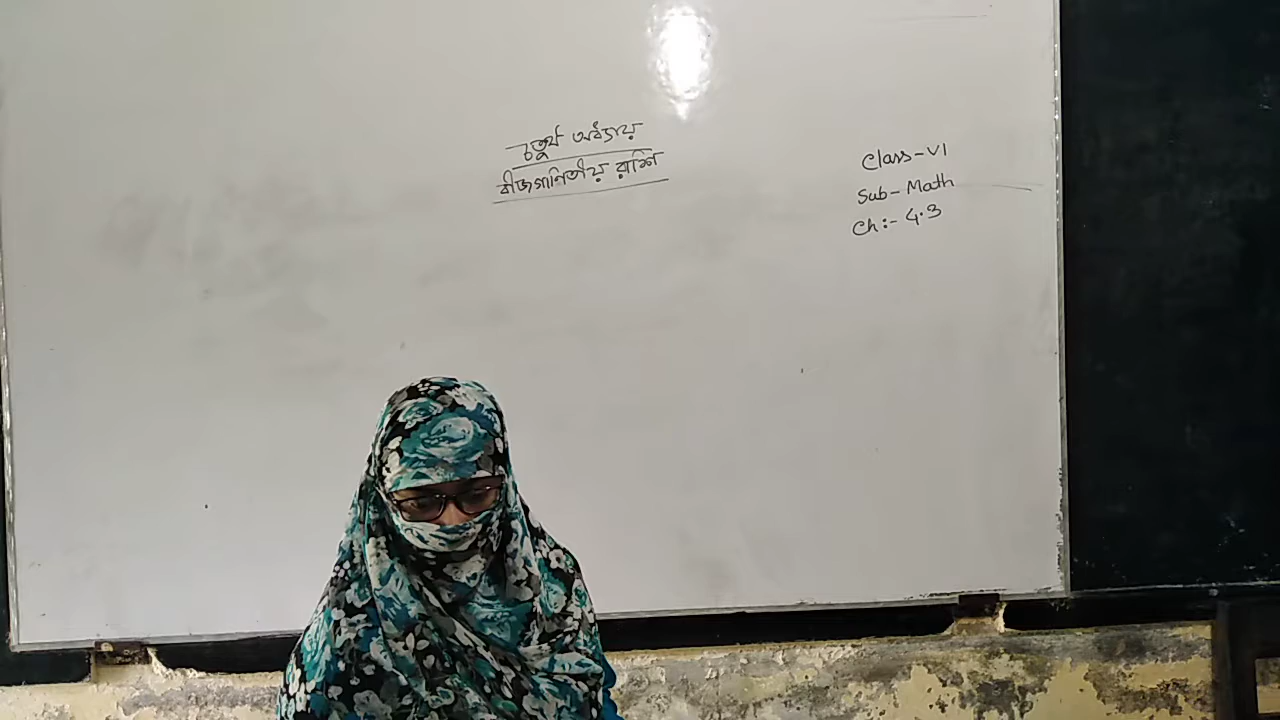 চতুর্থ অধ্যায়
বীজগাণিতীয় রাশি
Class-VI
Sub- Math
Ch:- 4.3